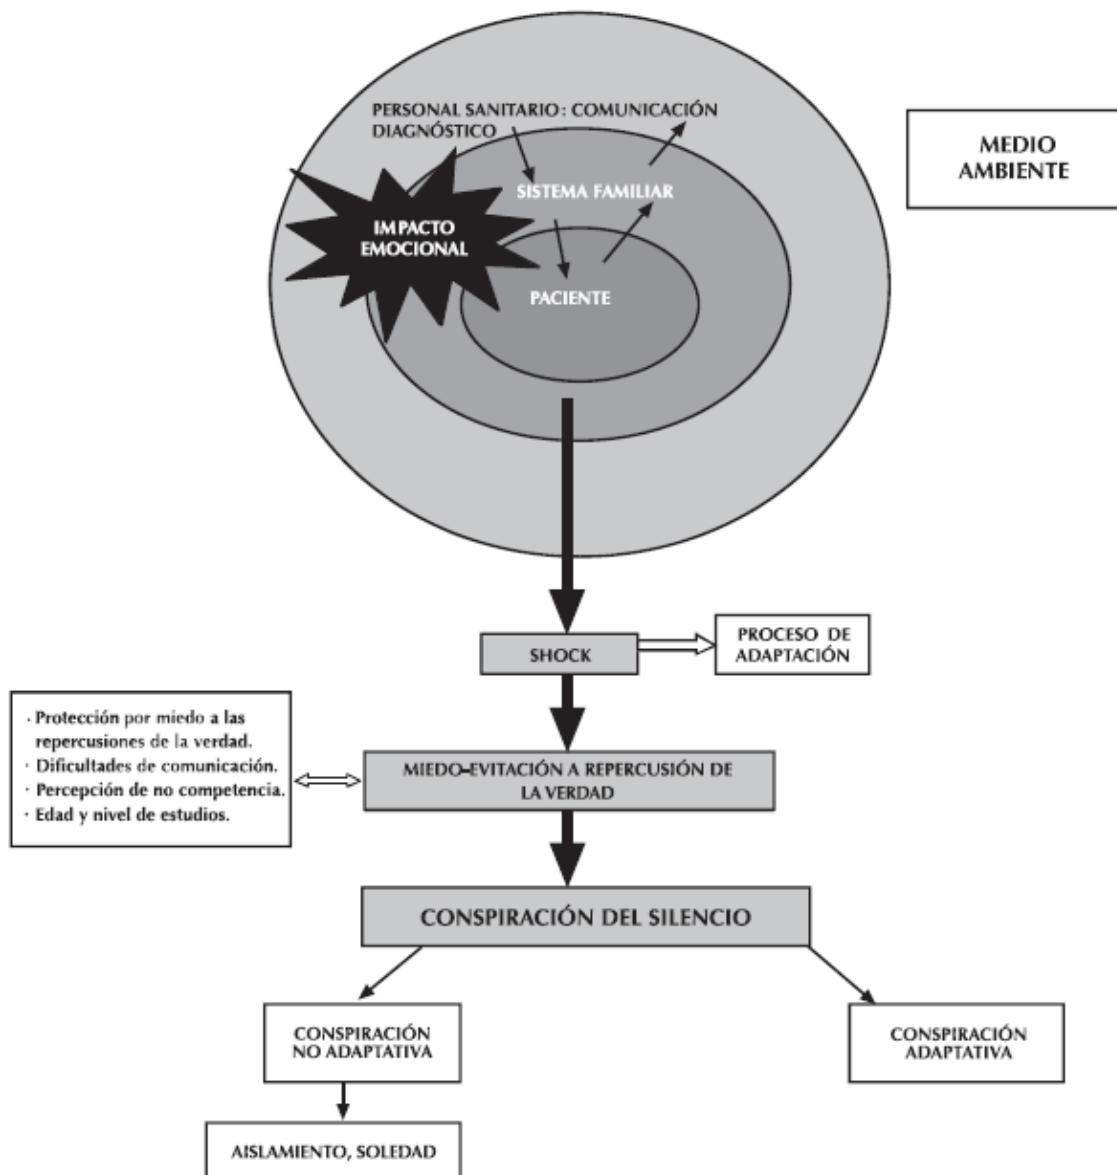 PERSONAL SANITARIO: COMUNICACIÓN
DIAGNÓSTICO
MEDIO
AMBIENTE
SISTEMA FAMILIAR
IMPACTO
EMOCIONAL
PACIENTE
SHOCK
PROCESO DE
ADAPTACIÓN
· Protección por miedo a las
repercusiones de la verdad.
· Dificultades de comunicación.
· Percepción de no competencia.
· Edad y nivel de estudios.
MIEDO-EVITACIÓN A REPERCUSIÓN DE
LA VERDAD
CONSPIRACIÓN DEL SILENCIO
CONSPIRACIÓN
NO ADAPTATIVA
CONSPIRACIÓN
ADAPTATIVA
AISLAMIENTO, SOLEDAD